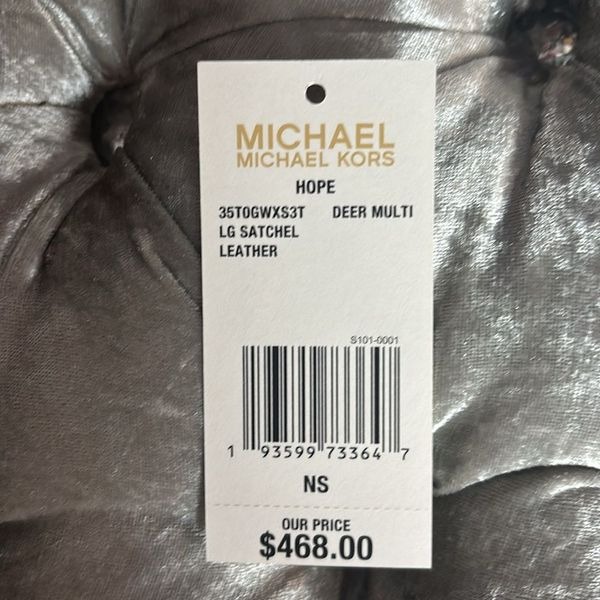 MICHAEL
MICHAEL KORS
HOPE
35T0GWXS3T DEER MULTI
LG SATCHEL
LEATHER
S101-0001
1 93599 73364 7
NS
OUR PRICE
$468.00